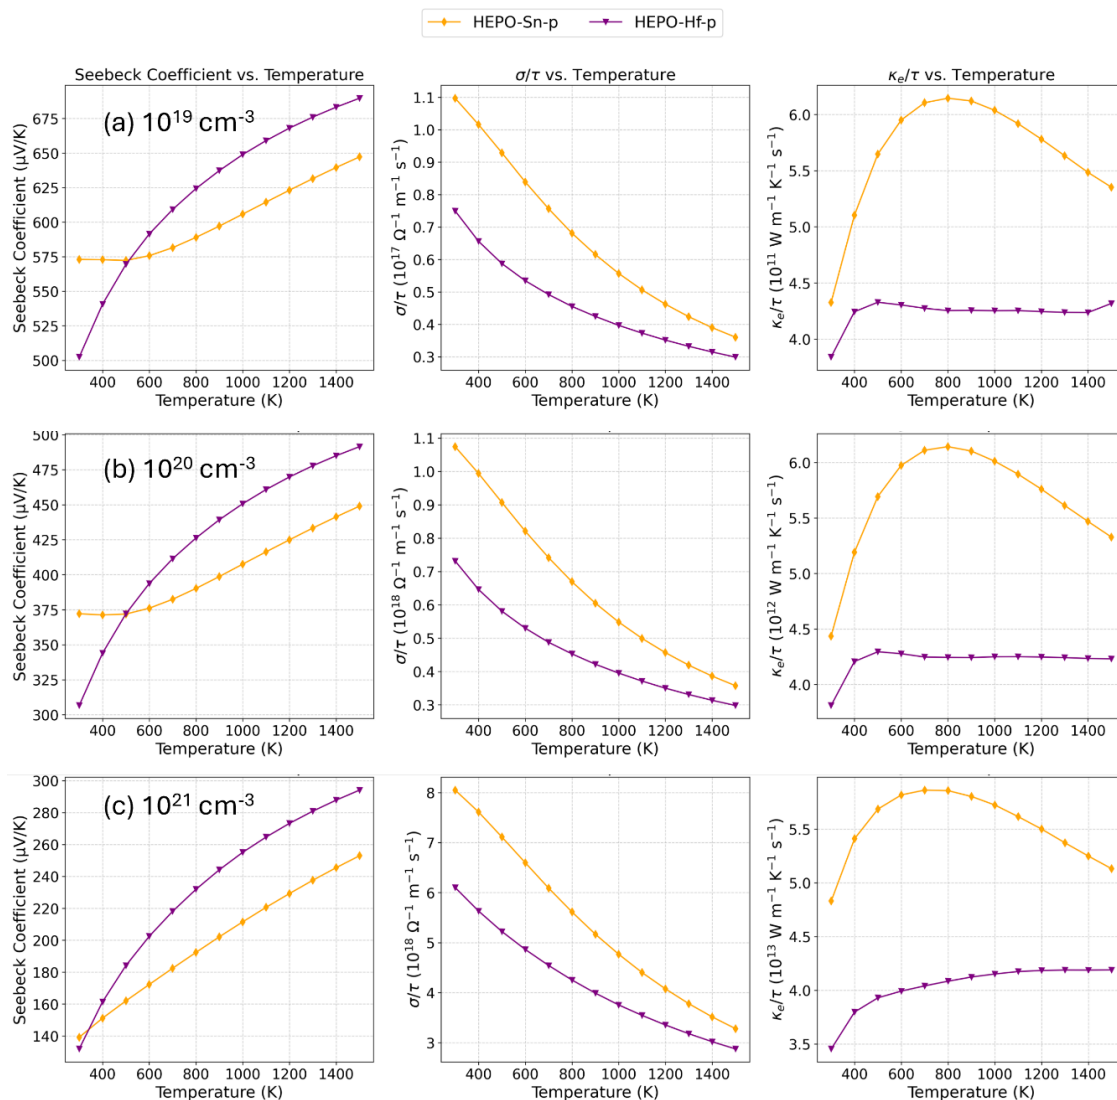 HEPO-Sn-p HEPO-Hf-p
Seebeck Coefficient vs. Temperature
σ/τ vs. Temperature
κₑ/τ vs. Temperature
(a) 10¹⁹ cm⁻³
Seebeck Coefficient (µV/K)
675
650
625
600
575
550
525
500
400 600 800 1000 1200 1400
Temperature (K)
σ/τ (10¹⁷ Ω⁻¹ m⁻¹ s⁻¹)
1.1
1.0
0.9
0.8
0.7
0.6
0.5
0.4
0.3
400 600 800 1000 1200 1400
Temperature (K)
κₑ/τ (10¹¹ W m⁻¹ K⁻¹ s⁻¹)
6.0
5.5
5.0
4.5
4.0
400 600 800 1000 1200 1400
Temperature (K)
(b) 10²⁰ cm⁻³
Seebeck Coefficient (µV/K)
500
475
450
425
400
375
350
325
300
400 600 800 1000 1200 1400
Temperature (K)
σ/τ (10¹⁸ Ω⁻¹ m⁻¹ s⁻¹)
1.1
1.0
0.9
0.8
0.7
0.6
0.5
0.4
0.3
400 600 800 1000 1200 1400
Temperature (K)
κₑ/τ (10¹² W m⁻¹ K⁻¹ s⁻¹)
6.0
5.5
5.0
4.5
4.0
400 600 800 1000 1200 1400
Temperature (K)
(c) 10²¹ cm⁻³
Seebeck Coefficient (µV/K)
300
280
260
240
220
200
180
160
140
400 600 800 1000 1200 1400
Temperature (K)
σ/τ (10¹⁸ Ω⁻¹ m⁻¹ s⁻¹)
8
7
6
5
4
3
400 600 800 1000 1200 1400
Temperature (K)
κₑ/τ (10¹³ W m⁻¹ K⁻¹ s⁻¹)
5.5
5.0
4.5
4.0
3.5
400 600 800 1000 1200 1400
Temperature (K)